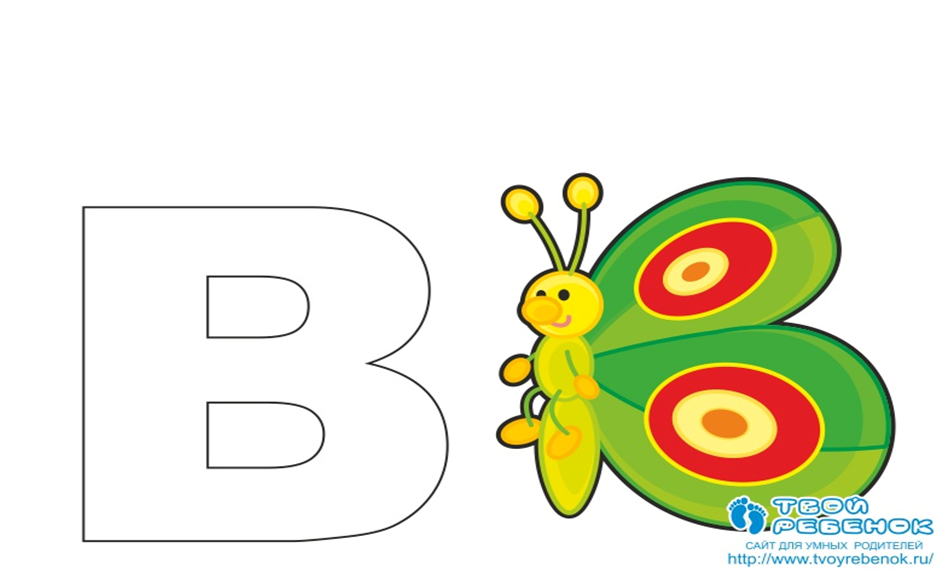 В
ТВОЙ
РЕБЕНОК
САЙТ ДЛЯ УМНЫХ РОДИТЕЛЕЙ
http://www.tvoyrebenok.ru/